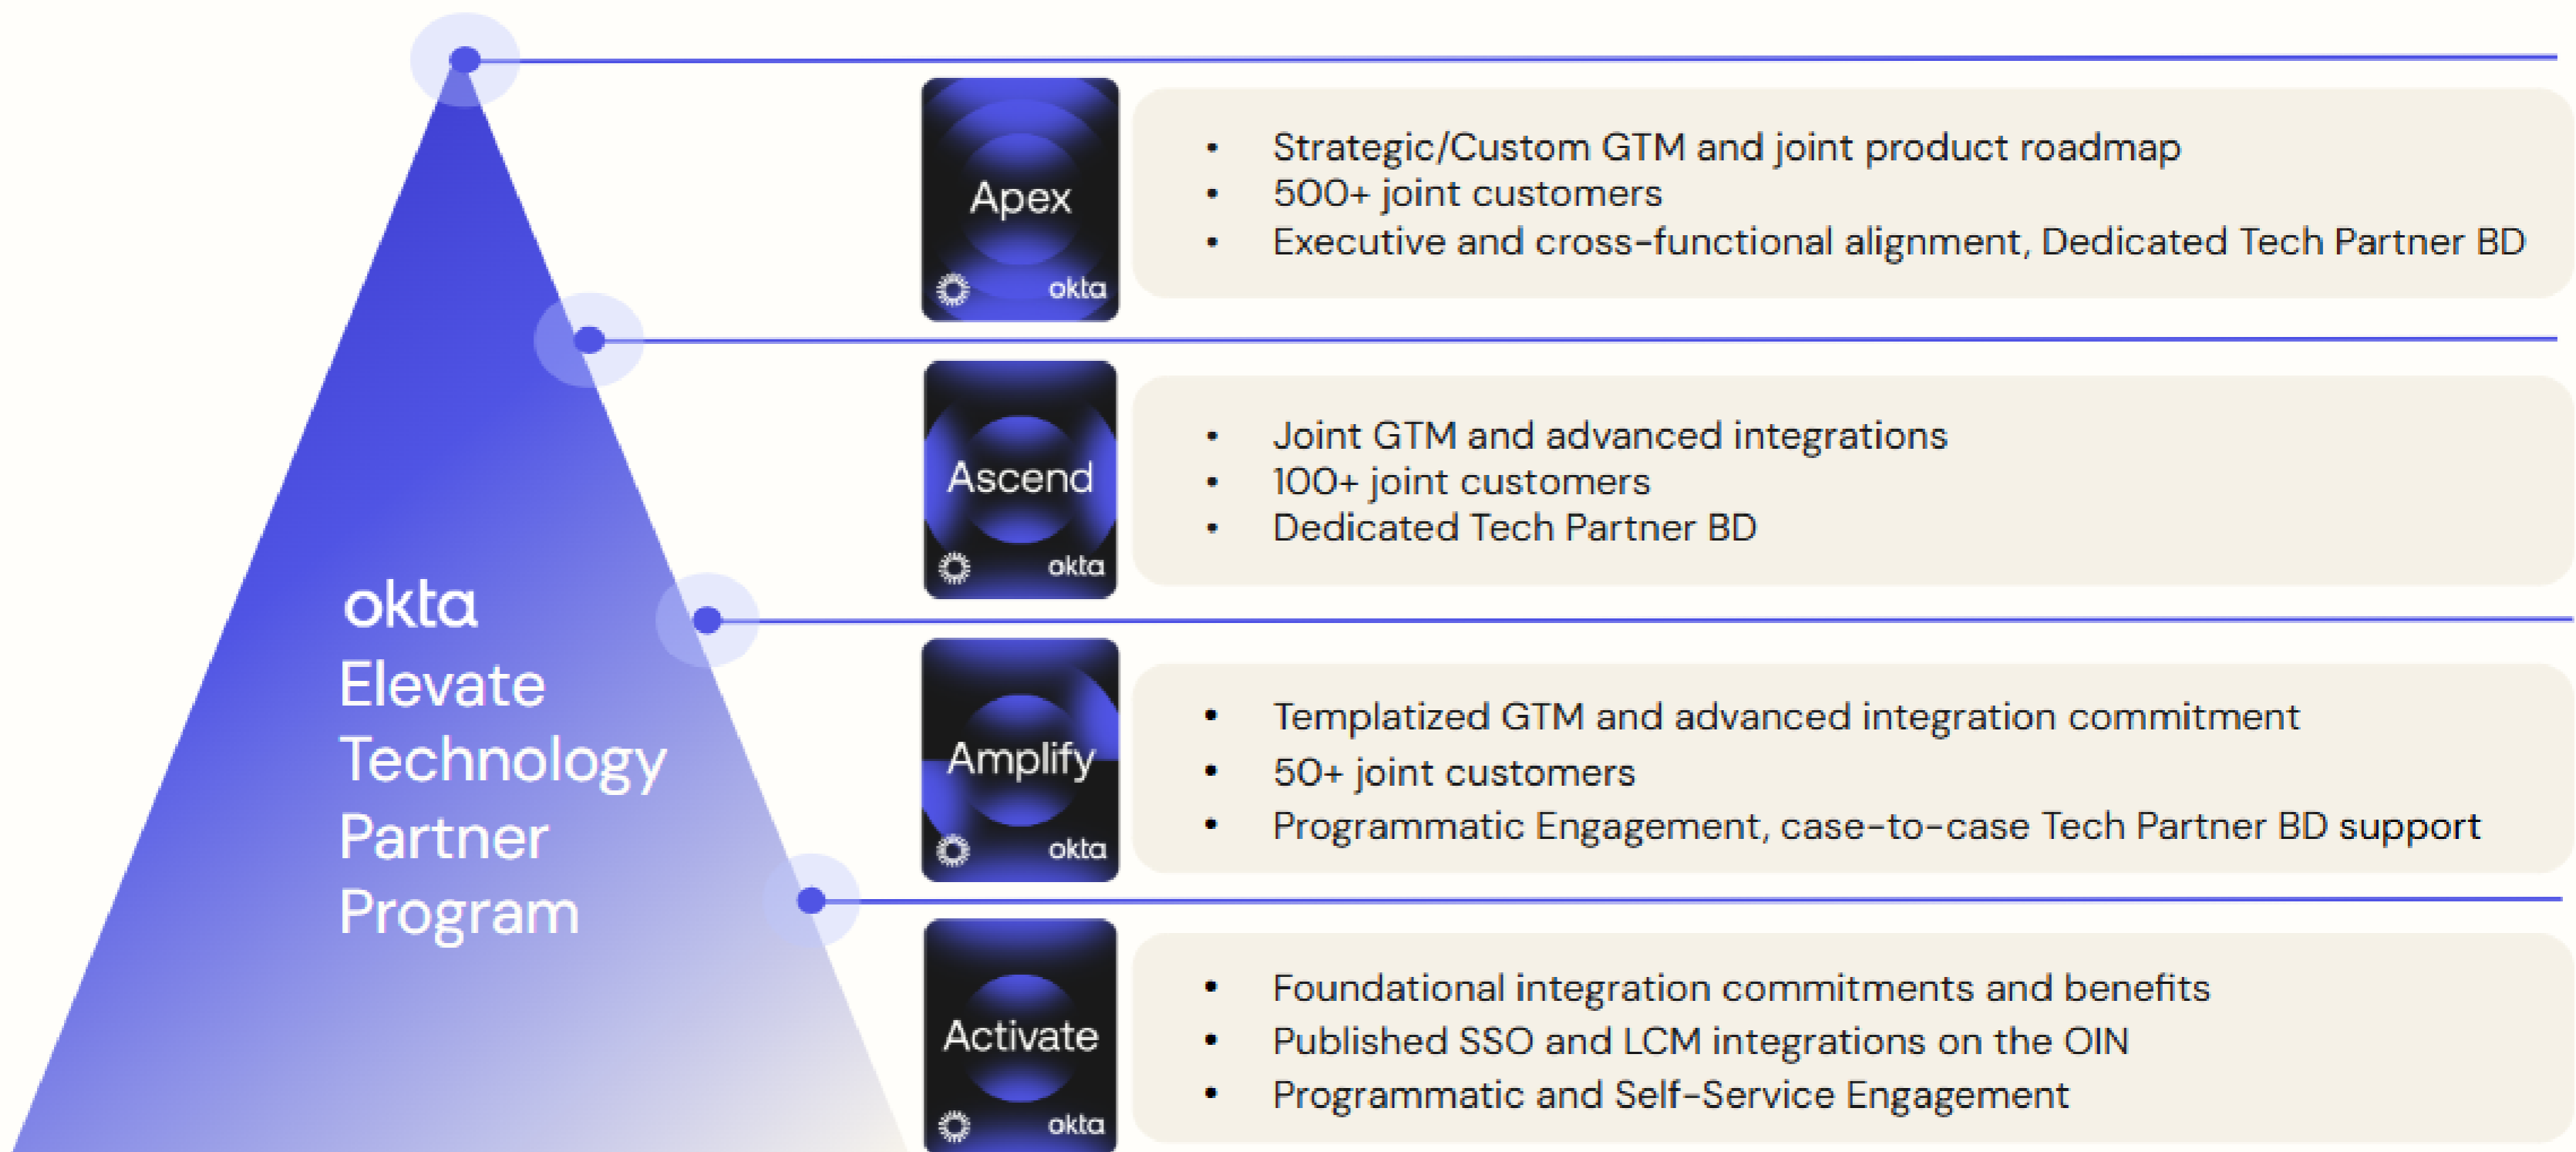 okta
Elevate
Technology
Partner
Program
Apex
okta
• Strategic/Custom GTM and joint product roadmap
• 500+ joint customers
• Executive and cross-functional alignment, Dedicated Tech Partner BD
Ascend
okta
• Joint GTM and advanced integrations
• 100+ joint customers
• Dedicated Tech Partner BD
Amplify
okta
• Templatized GTM and advanced integration commitment
• 50+ joint customers
• Programmatic Engagement, case-to-case Tech Partner BD support
Activate
okta
• Foundational integration commitments and benefits
• Published SSO and LCM integrations on the OIN
• Programmatic and Self-Service Engagement